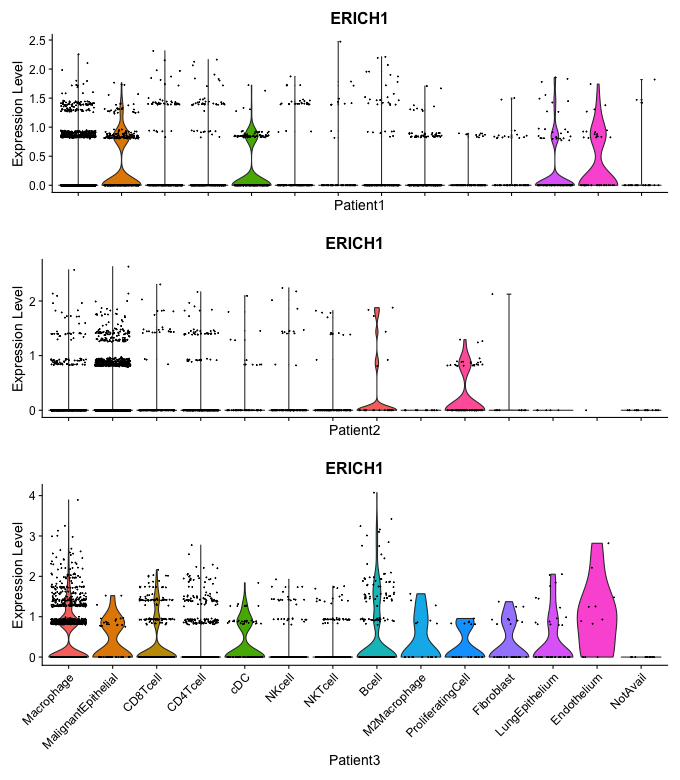 ERICH1
Expression Level
2.5
2.0
1.5
1.0
0.5
0.0
Patient1
ERICH1
Expression Level
2
1
0
Patient2
ERICH1
Expression Level
4
3
2
1
0
Macrophage
MalignantEpithelial
CD8Tcell
CD4Tcell
cDC
NKcell
NKTcell
Bcell
M2Macrophage
ProliferatingCell
Fibroblast
LungEpithelium
Endothelium
NotAvail
Patient3